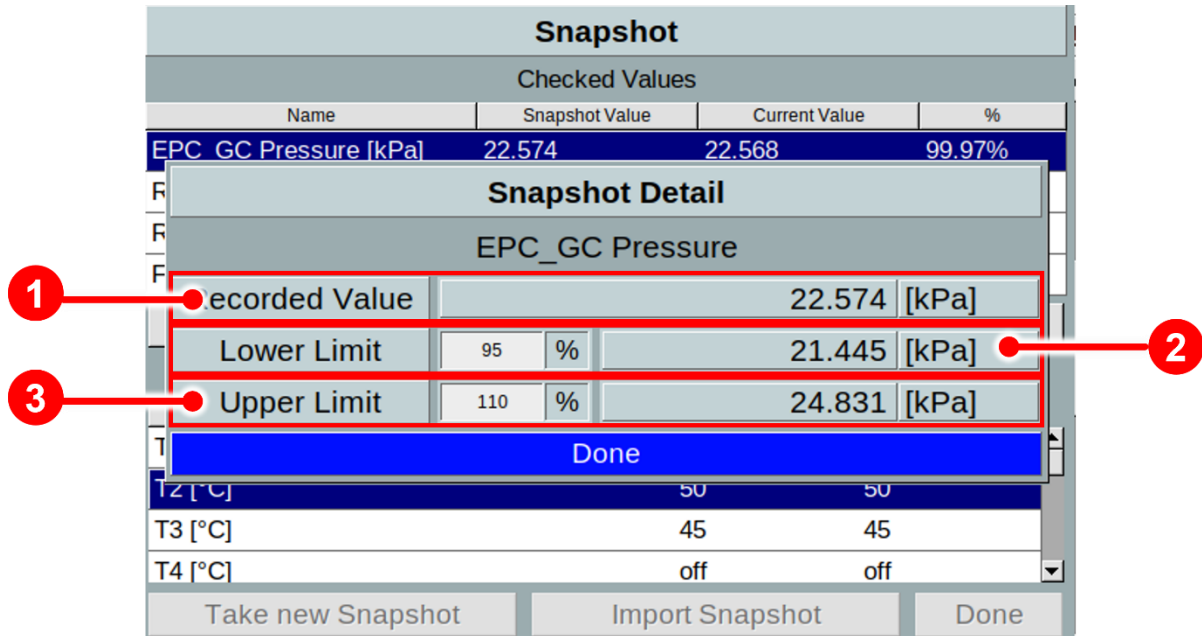 Snapshot
Checked Values
Name Snapshot Value Current Value %
EPC_GC Pressure [kPa] 22.574 22.568 99.97%
Snapshot Detail
EPC_GC Pressure
1 Recorded Value 22.574 [kPa]
Lower Limit 95 % 21.445 [kPa] 2
3 Upper Limit 110 % 24.831 [kPa]
Done
T2 [°C] 50 50
T3 [°C] 45 45
T4 [°C] off off
Take new Snapshot Import Snapshot Done